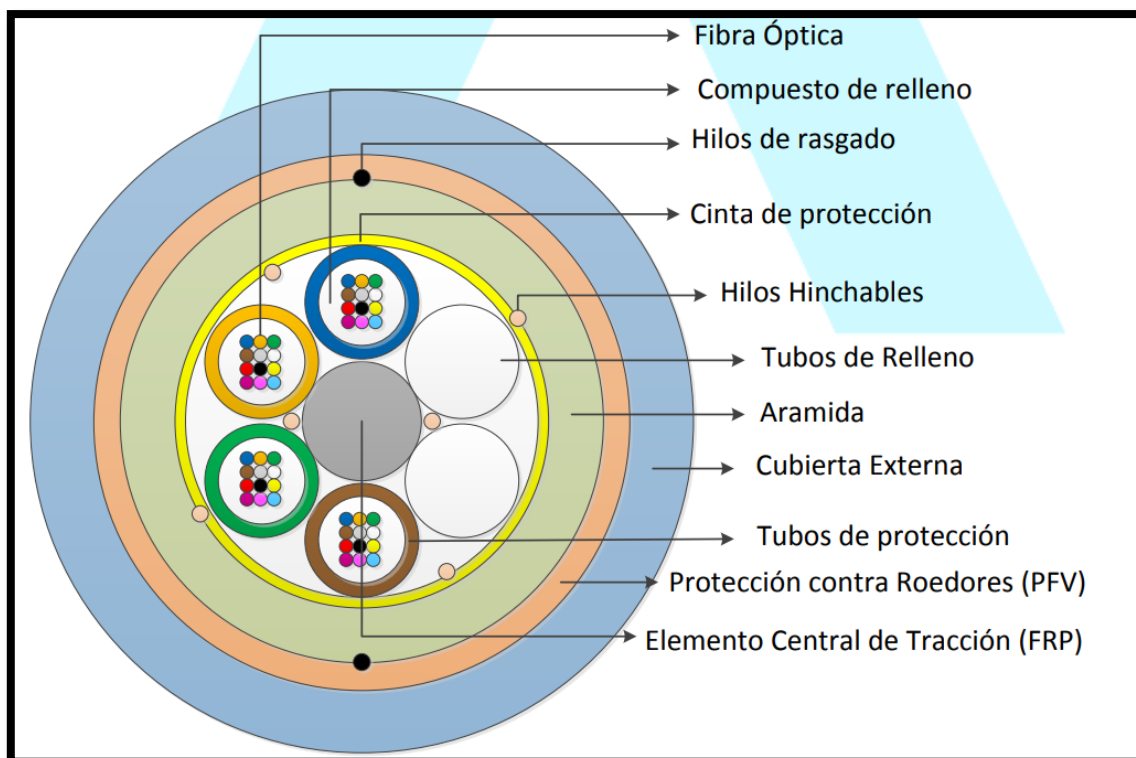 Fibra Óptica
Compuesto de relleno
Hilos de rasgado
Cinta de protección
Hilos Hinchables
Tubos de Relleno
Aramida
Cubierta Externa
Tubos de protección
Protección contra Roedores (PFV)
Elemento Central de Tracción (FRP)